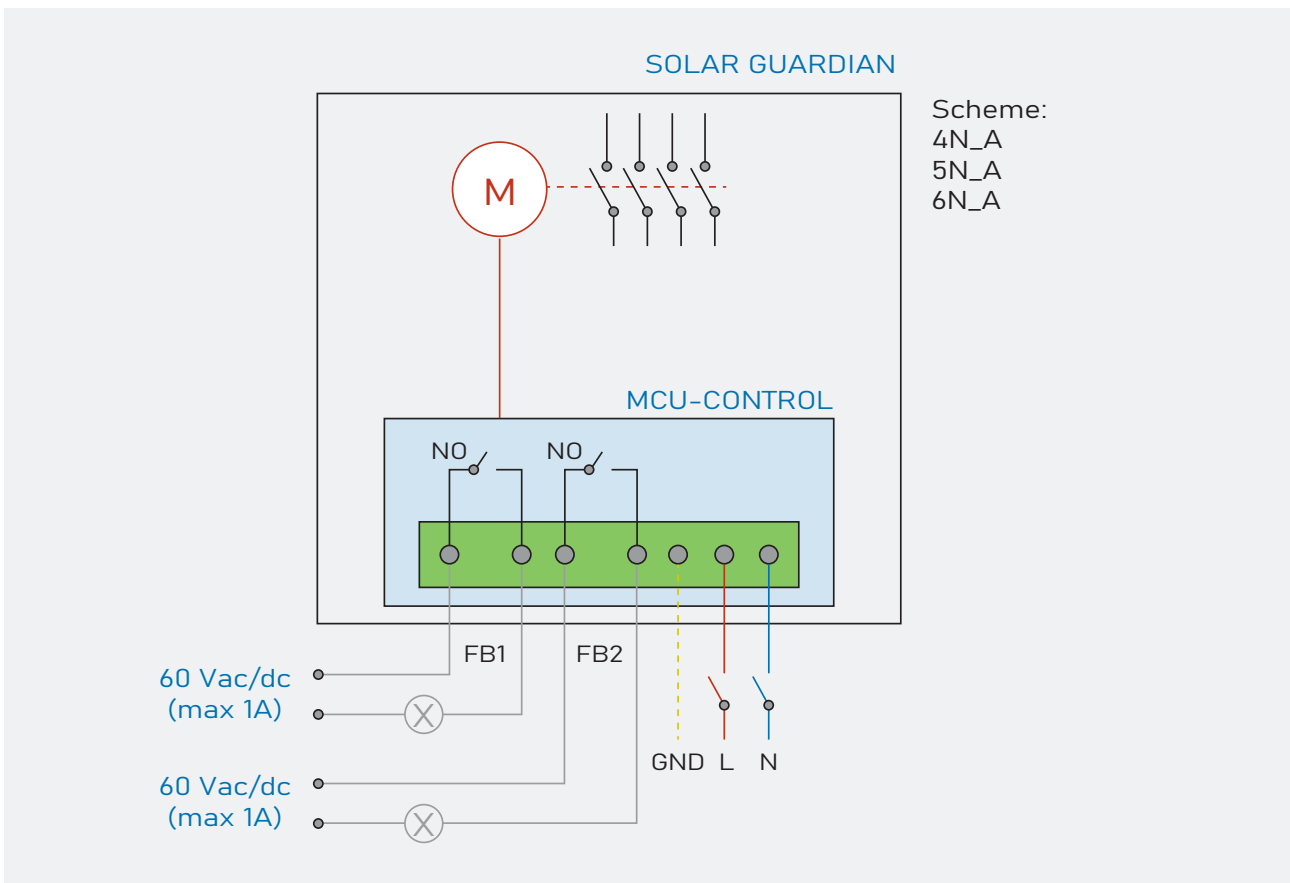 SOLAR GUARDIAN
Scheme:
4N_A
5N_A
6N_A
M
MCU-CONTROL
NO
NO
FB1
FB2
60 Vac/dc
(max 1A)
X
GND
L
N
60 Vac/dc
(max 1A)
X